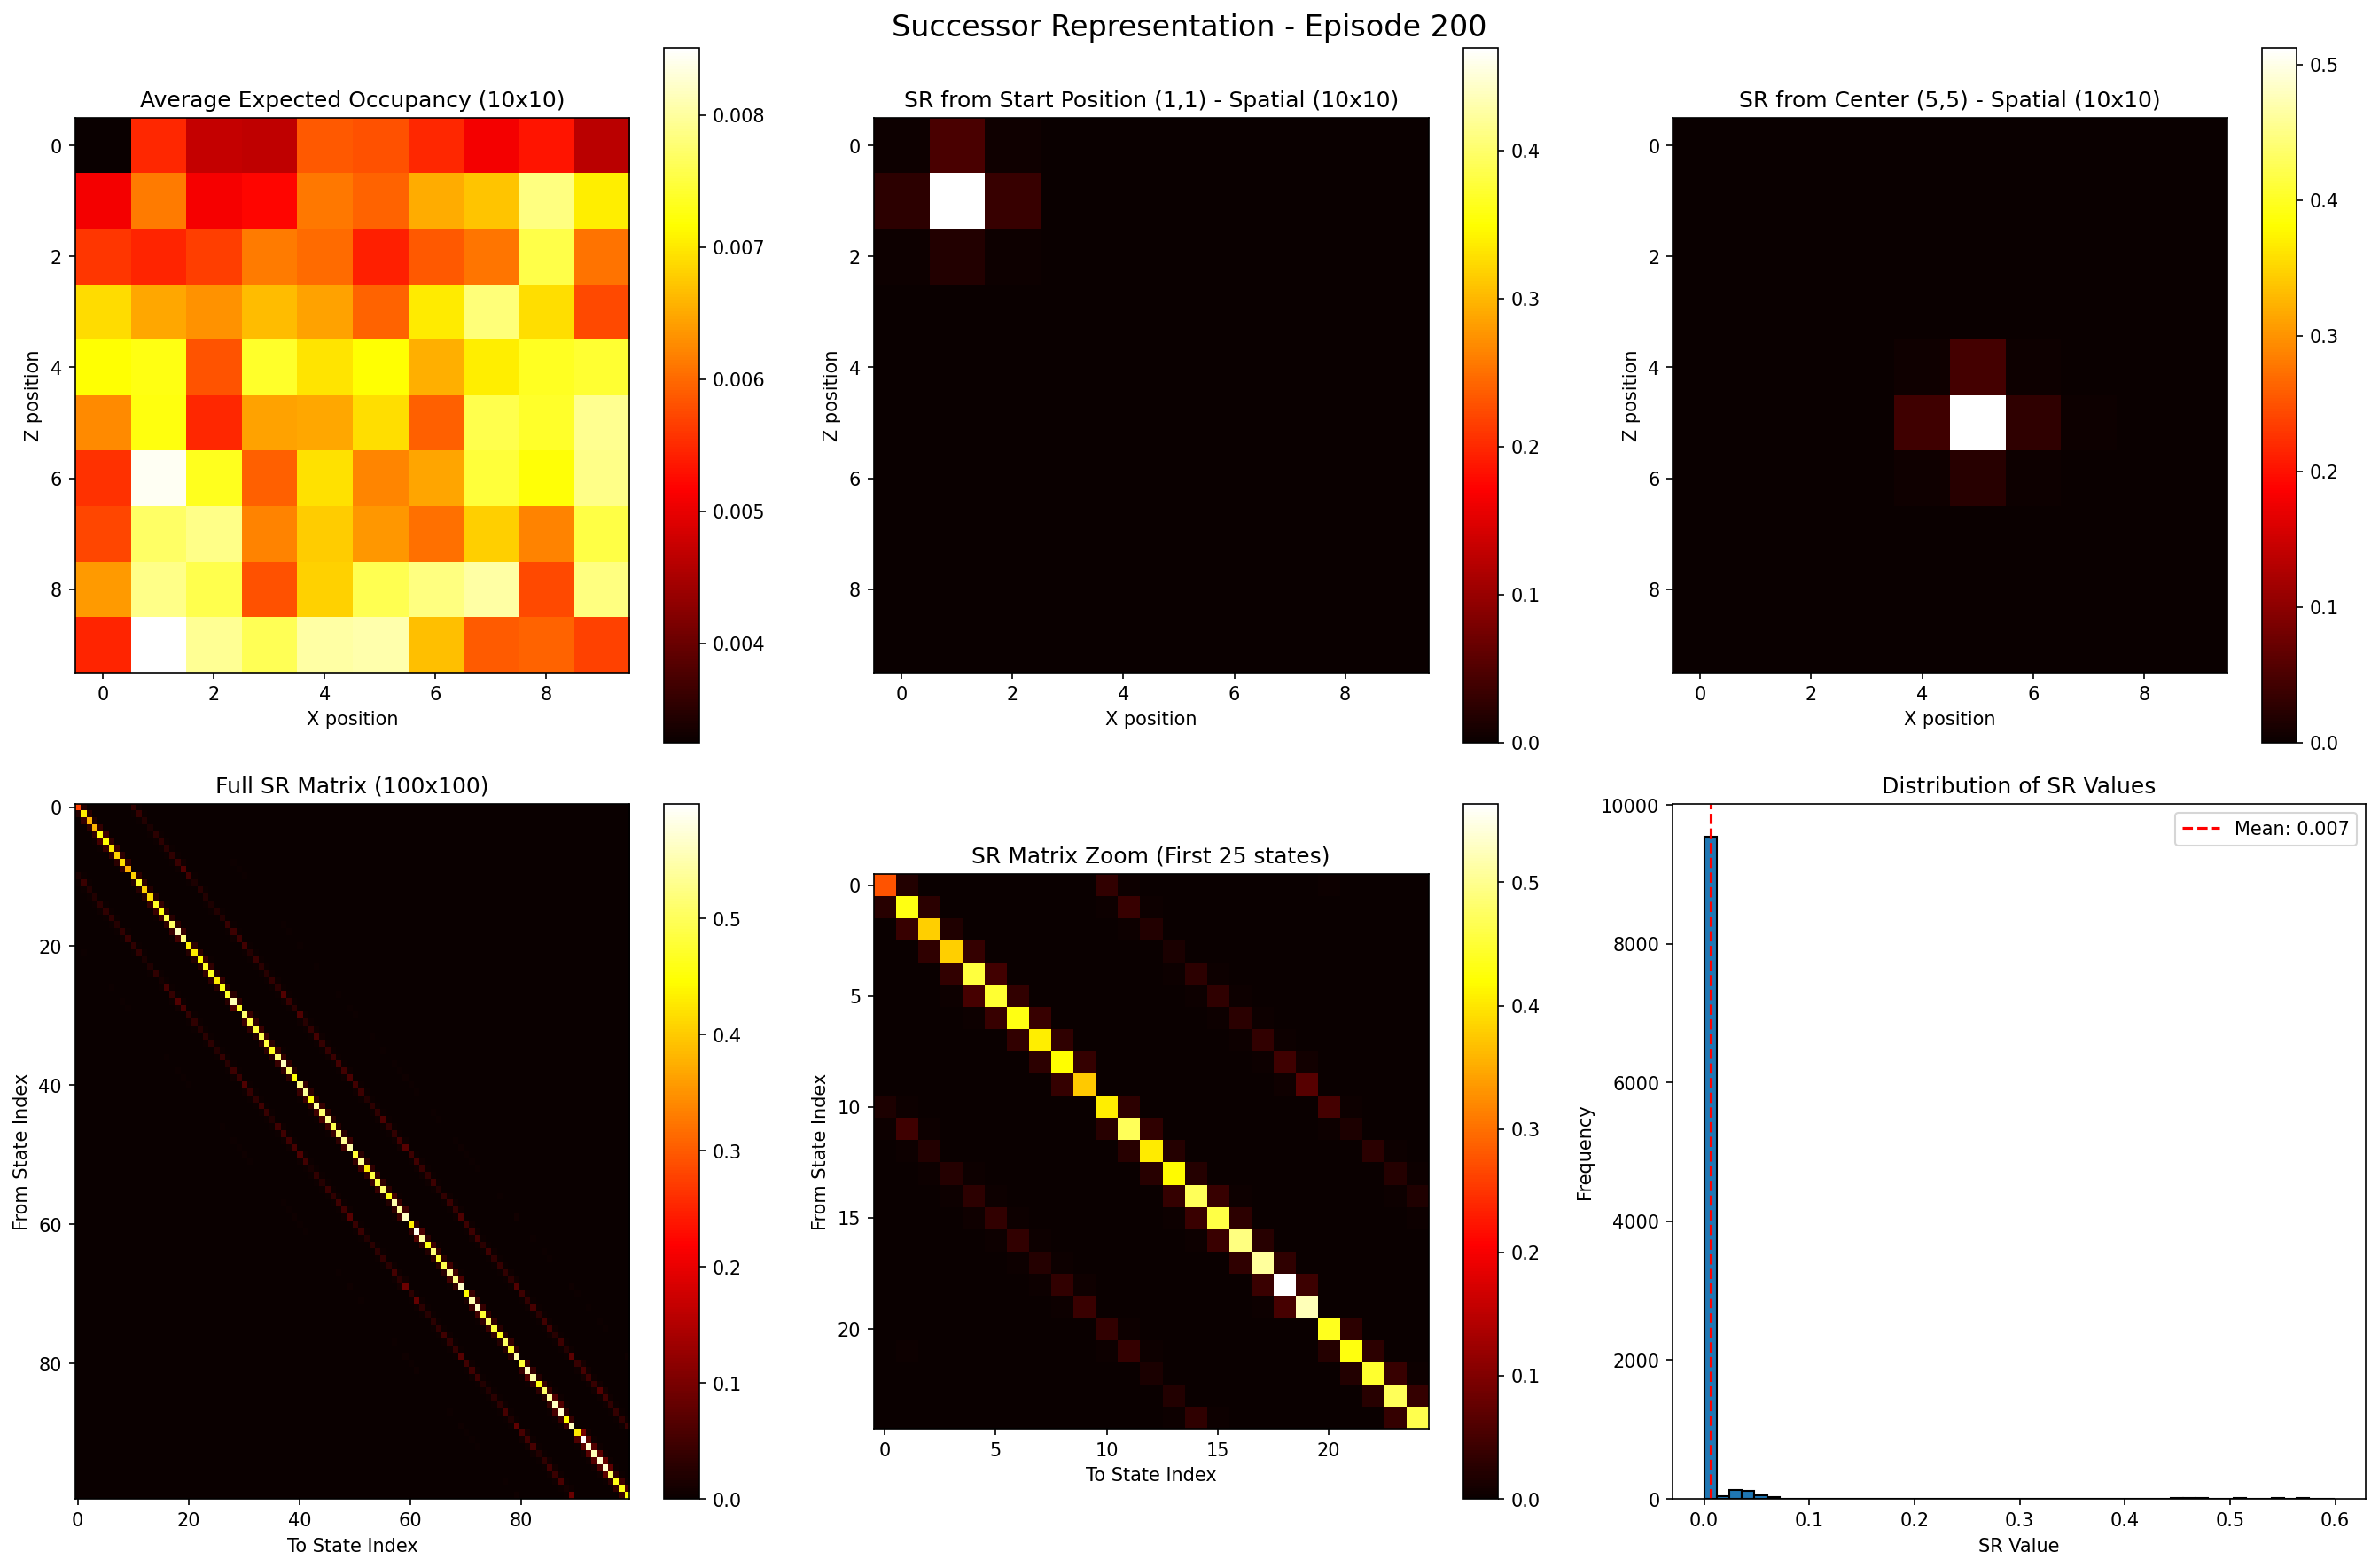 Successor Representation - Episode 200
Average Expected Occupancy (10x10)
Z position
0
2
4
6
8
0 2 4 6 8
X position
0.008
0.007
0.006
0.005
0.004
SR from Start Position (1,1) - Spatial (10x10)
Z position
0
2
4
6
8
0 2 4 6 8
X position
0.4
0.3
0.2
0.1
0.0
SR from Center (5,5) - Spatial (10x10)
Z position
0
2
4
6
8
0 2 4 6 8
X position
0.5
0.4
0.3
0.2
0.1
0.0
Full SR Matrix (100x100)
From State Index
0
20
40
60
80
0 20 40 60 80
To State Index
0.5
0.4
0.3
0.2
0.1
0.0
SR Matrix Zoom (First 25 states)
From State Index
0
5
10
15
20
0 5 10 15 20
To State Index
0.5
0.4
0.3
0.2
0.1
0.0
Distribution of SR Values
Mean: 0.007
Frequency
10000
8000
6000
4000
2000
0
0.0 0.1 0.2 0.3 0.4 0.5 0.6
SR Value